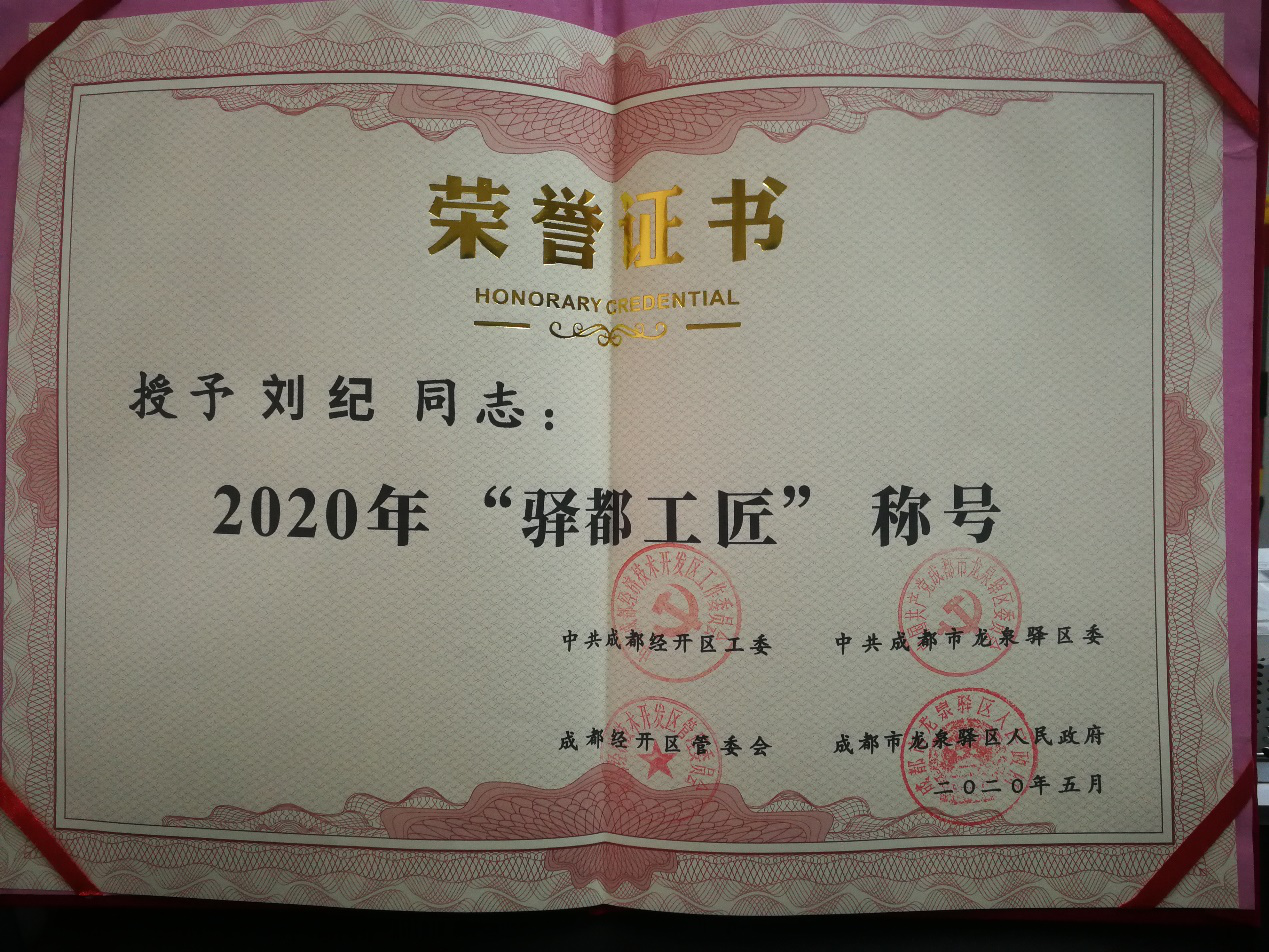 荣誉证书
HONORARY CREDENTIAL
授予 刘纪 同志：
2020年 “驿都工匠” 称号
中共成都经开区工委 中共成都市龙泉驿区委
成都经开区管委会 成都市龙泉驿区人民政府
二〇二〇年五月